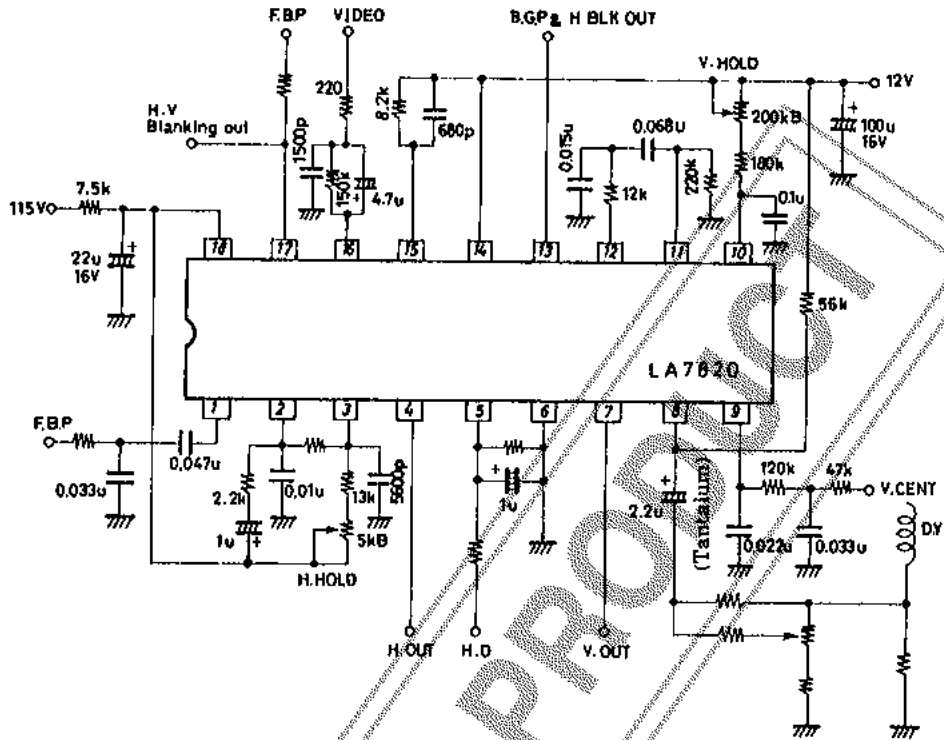 F.B.P
VIDEO
B.G.P & H BLK OUT
V-HOLD
12V
220
8.2k
680p
200kB
100u
16V
H.V
Blanking out
1500p
150k
+
4.7u
0.015u
0.068u
12k
220k
180k
0.1u
7.5k
115V
+
22u
16V
18
17
16
15
14
13
12
11
10
56k
LA7820
1
2
3
4
5
6
7
8
9
F.B.P
0.047u
0.033u
2.2k
0.01u
13k
5600p
+
1u
1u
+
5kB
H.HOLD
+
2.2u
(Tantalum)
120k
47k
V.CENT
0.022u
0.033u
D.Y
H.OUT
H.D
V.OUT
PRODUCT